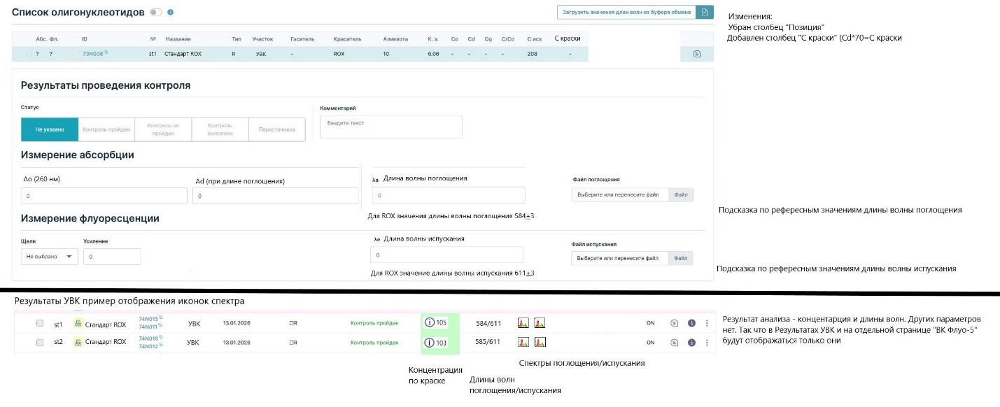 Список олигонуклеотидов
Загрузить значения длин волн из буфера обмена
Изменения:
Убран столбец "Позиция"
Добавлен столбец "С краски" (Cd*70=С краски
Абс. Фл. ID № Название Тип Участок Гаситель Краситель Аликвота К. э. Co Cd Cq C/Co С исх С краски
? ? 73N008 st1 Стандарт ROX R УВК - ROX 10 6.06 - - - - 208 -
Результаты проведения контроля
Статус
Комментарий
Не указано
Контроль пройден
Контроль не пройден
Контроль выполнен
Перестановка
Введите текст
Измерение абсорбции
Ао (260 нм)
Ad (при длине поглощения)
λa Длина волны поглощения
Файл поглощения
0
0
0
Выберите или перенесите файл Файл
Для ROX значения длины волны поглощения 584±3
Подсказка по рефересным значениям длины волны поглощения
Измерение флуоресценции
Щели
Усиление
λe Длина волны испускания
Файл испускания
Не выбрано
0
0
Выберите или перенесите файл Файл
Для ROX значение длины волны испускания 611±3
Подсказка по рефересным значениям длины волны испускания
Результаты УВК пример отображения иконок спектра
st1 Стандарт ROX 74N015 74N011 УВК 13.01.2026 □R Контроль пройден 105 584/611 ON
st2 Стандарт ROX 74N016 74N012 УВК 13.01.2026 □R Контроль пройден 103 585/611 ON
Результат анализа - концентарция и длины волн. Других параметров
нет. Так что в Результатах УВК и на отдельной странице "ВК Флуо-5"
будут отображаться только они
Концентрация
по краске
Длины волн
поглощения/испускания
Спектры поглощения/испускания